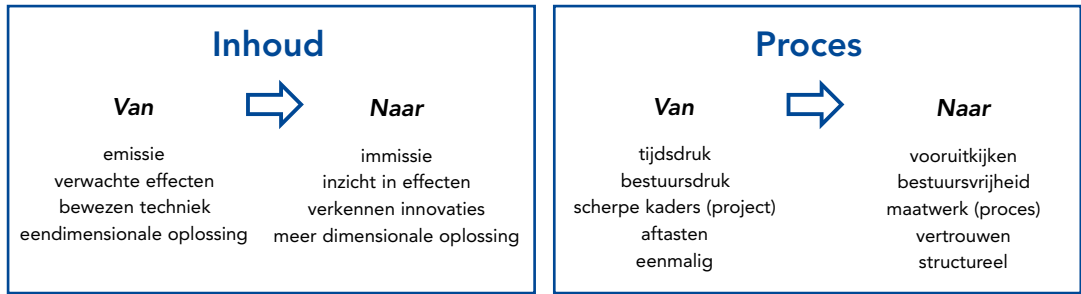 Inhoud
Van
Naar
emissie
verwachte effecten
bewezen techniek
eendimensionale oplossing
immissie
inzicht in effecten
verkennen innovaties
meer dimensionale oplossing
Proces
Van
Naar
tijdsdruk
bestuursdruk
scherpe kaders (project)
aftasten
eenmalig
vooruitkijken
bestuursvrijheid
maatwerk (proces)
vertrouwen
structureel